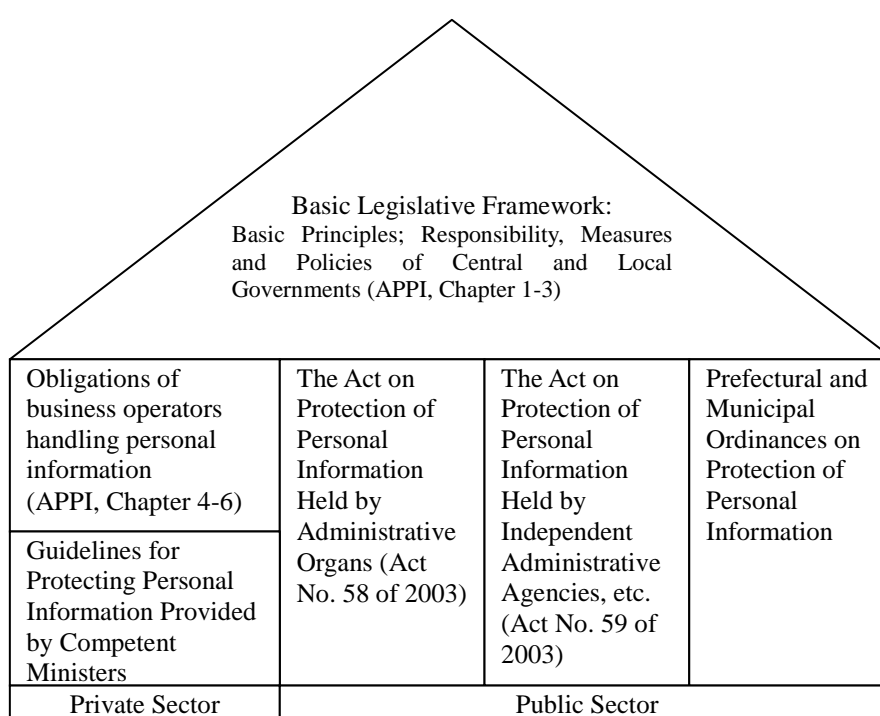 Basic Legislative Framework:
Basic Principles; Responsibility, Measures
and Policies of Central and Local
Governments (APPI, Chapter 1-3)
Obligations of
business operators
handling personal
information
(APPI, Chapter 4-6)
Guidelines for
Protecting Personal
Information Provided
by Competent
Ministers
The Act on
Protection of
Personal
Information
Held by
Administrative
Organs (Act
No. 58 of 2003)
The Act on
Protection of
Personal
Information
Held by
Independent
Administrative
Agencies, etc.
(Act No. 59 of
2003)
Prefectural and
Municipal
Ordinances on
Protection of
Personal
Information
Private Sector
Public Sector